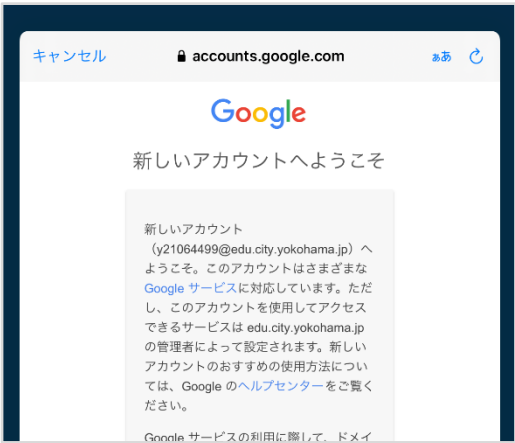 キャンセル accounts.google.com ぁあ
Google
新しいアカウントへようこそ
新しいアカウント
（y21064499@edu.city.yokohama.jp）へ
ようこそ。このアカウントはさまざまな
Google サービスに対応しています。ただ
し、このアカウントを使用してアクセス
できるサービスは edu.city.yokohama.jp
の管理者によって設定されます。新しい
アカウントのおすすめの使用方法につい
ては、Google のヘルプセンターをご覧く
ださい。
Google サービスの利用に際して、ドメイ